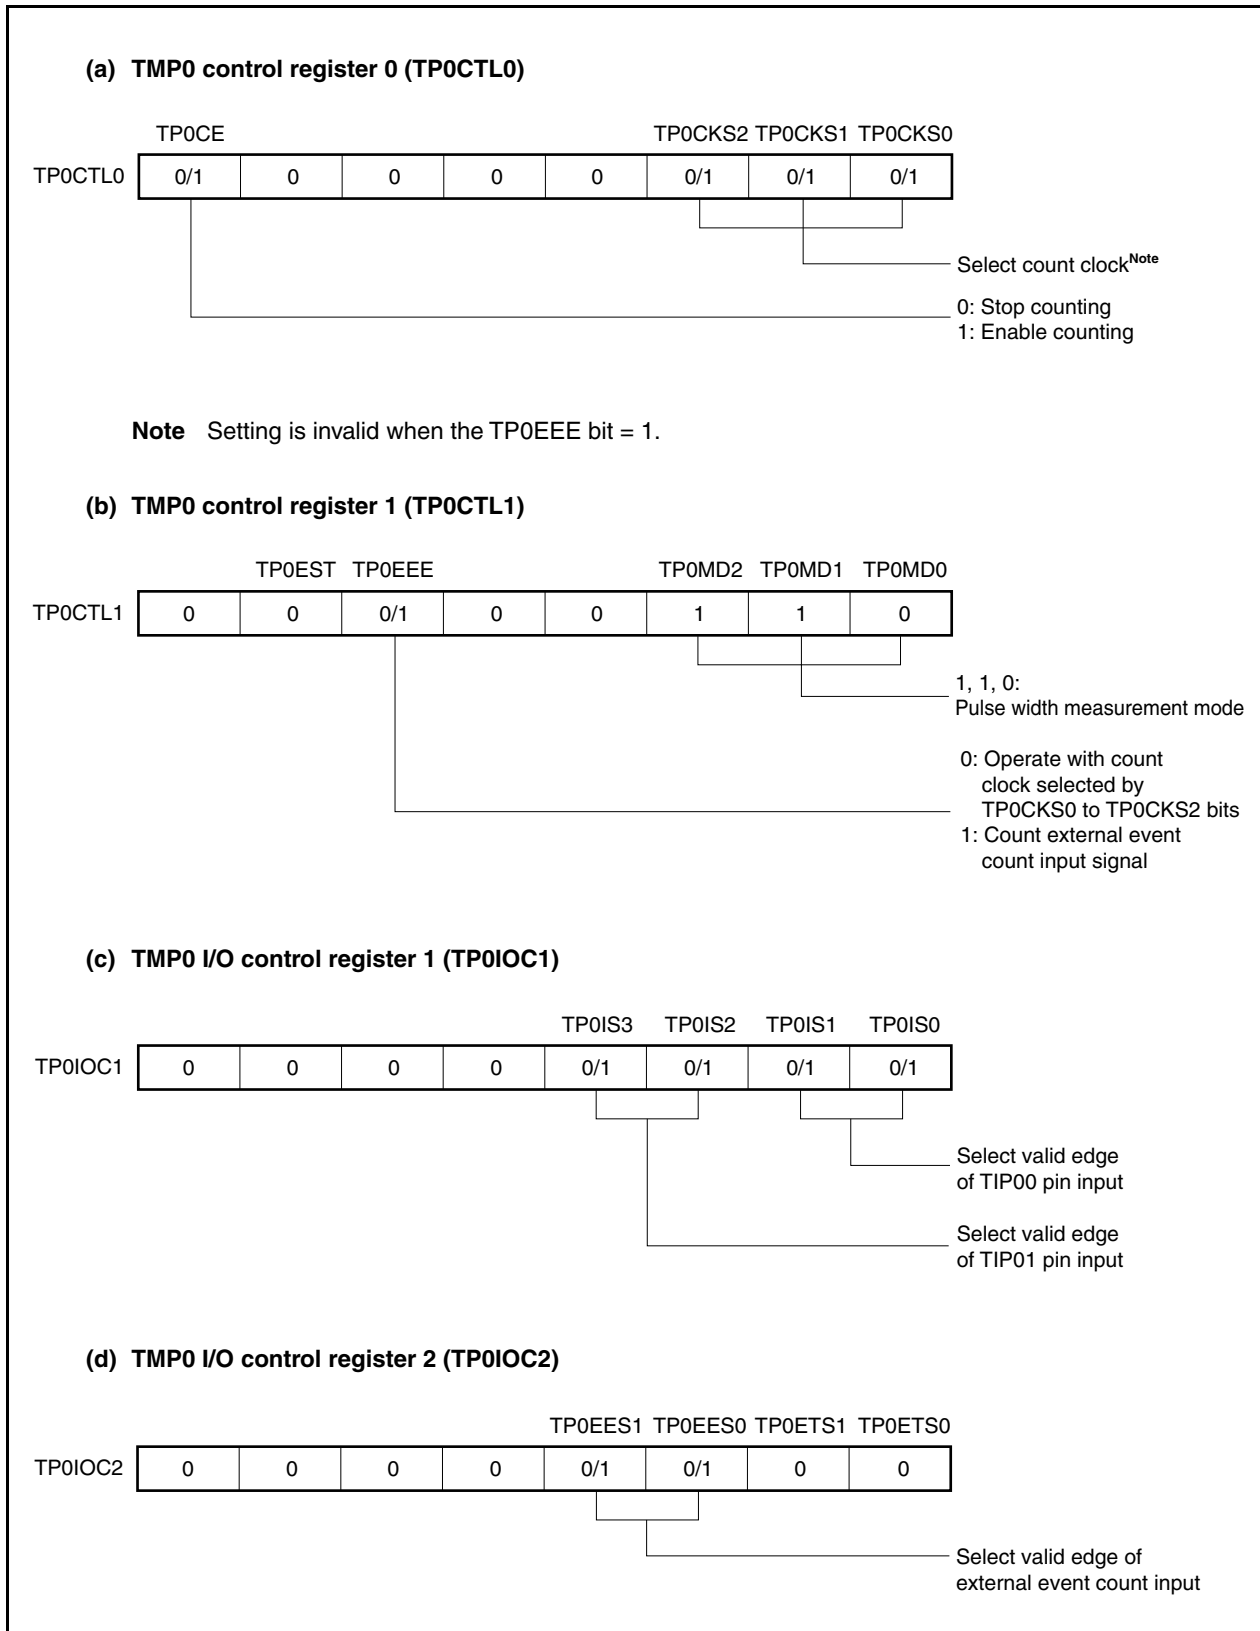 (a) TMP0 control register 0 (TP0CTL0)
TP0CE TP0CKS2 TP0CKS1 TP0CKS0
TP0CTL0 0/1 0 0 0 0 0/1 0/1 0/1
Select count clockNote
0: Stop counting
1: Enable counting
Note Setting is invalid when the TP0EEE bit = 1.
(b) TMP0 control register 1 (TP0CTL1)
TP0EST TP0EEE TP0MD2 TP0MD1 TP0MD0
TP0CTL1 0 0 0/1 0 0 1 1 0
1, 1, 0:
Pulse width measurement mode
0: Operate with count
clock selected by
TP0CKS0 to TP0CKS2 bits
1: Count external event
count input signal
(c) TMP0 I/O control register 1 (TP0IOC1)
TP0IS3 TP0IS2 TP0IS1 TP0IS0
TP0IOC1 0 0 0 0 0/1 0/1 0/1 0/1
Select valid edge
of TIP00 pin input
Select valid edge
of TIP01 pin input
(d) TMP0 I/O control register 2 (TP0IOC2)
TP0EES1 TP0EES0 TP0ETS1 TP0ETS0
TP0IOC2 0 0 0 0 0/1 0/1 0 0
Select valid edge of
external event count input